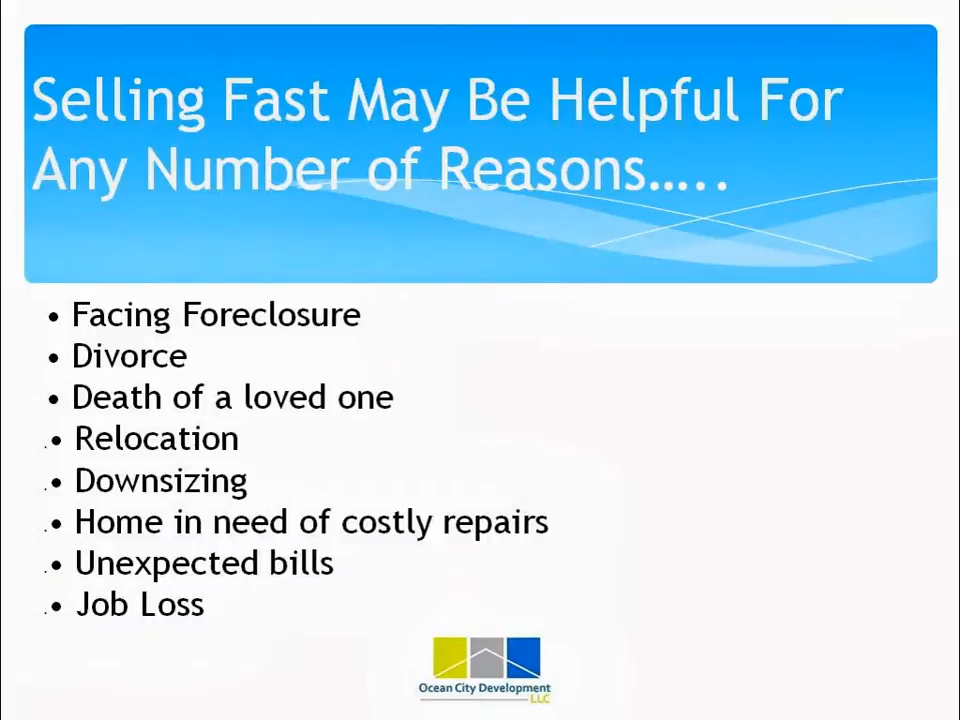 Selling Fast May Be Helpful For
Any Number of Reasons.....
• Facing Foreclosure
• Divorce
• Death of a loved one
• Relocation
• Downsizing
• Home in need of costly repairs
• Unexpected bills
• Job Loss
Ocean City Development
LLC